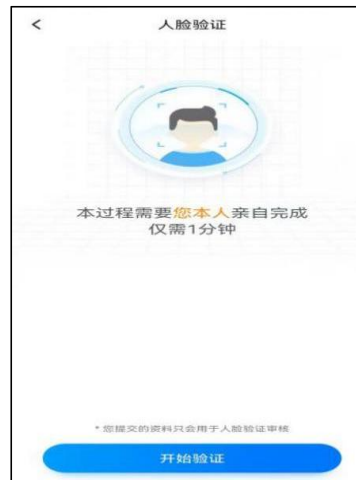 人脸验证
本过程需要您本人亲自完成
仅需1分钟
* 您提交的资料只会用于人脸验证审核
开始验证